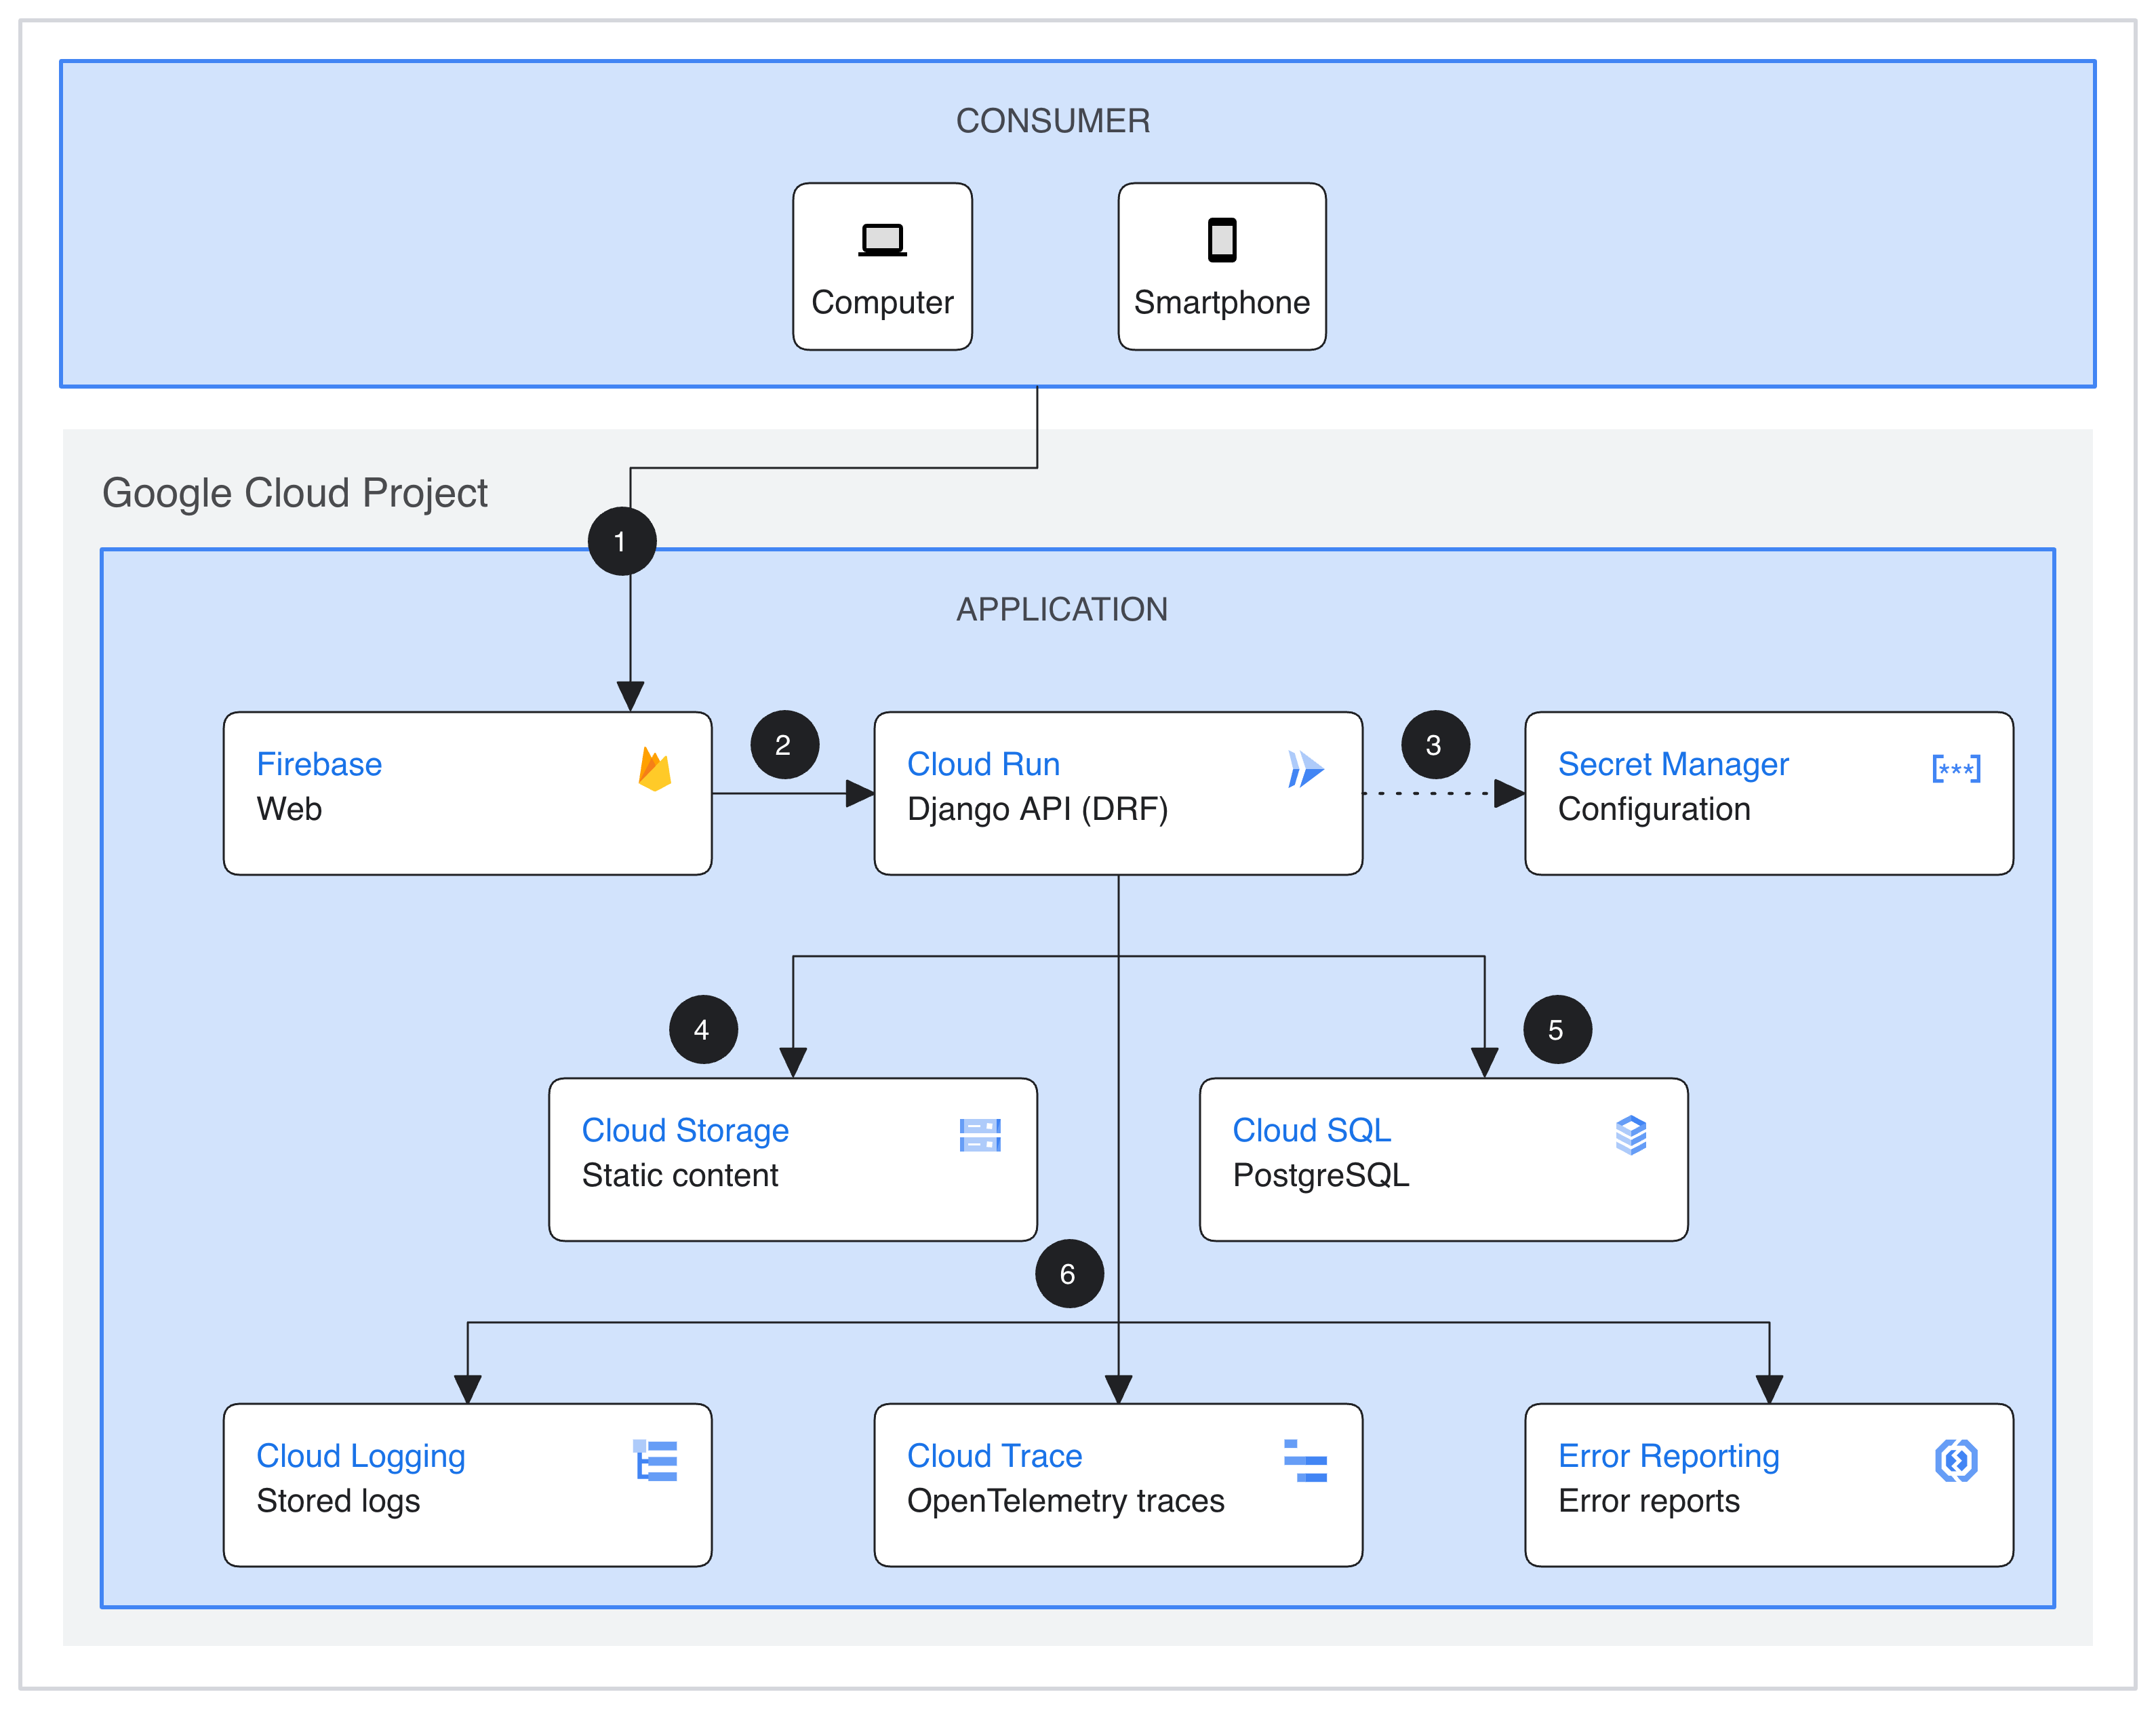 CONSUMER
Computer
Smartphone
Google Cloud Project
1
APPLICATION
Firebase
Web
2
Cloud Run
Django API (DRF)
3
Secret Manager
Configuration
[***]
4
5
Cloud Storage
Static content
Cloud SQL
PostgreSQL
6
Cloud Logging
Stored logs
Cloud Trace
OpenTelemetry traces
Error Reporting
Error reports